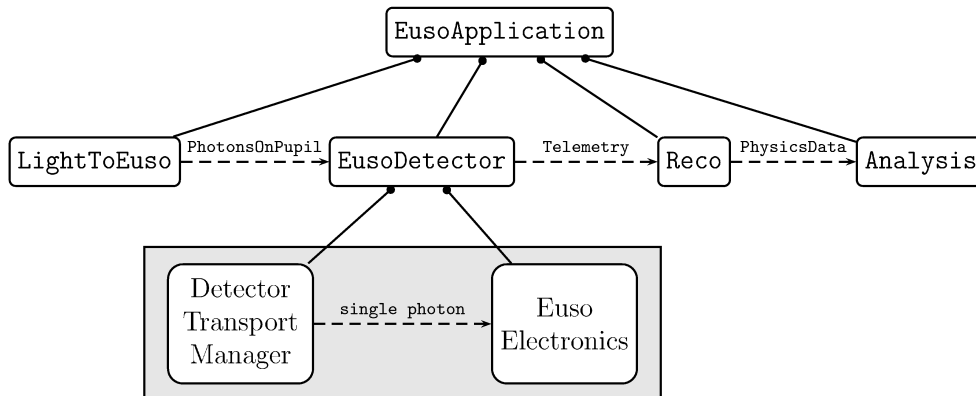 EusoApplication
PhotonsOnPupil
Telemetry
PhysicsData
LightToEuso
EusoDetector
Reco
Analysis
Detector
Transport
Manager
single photon
Euso
Electronics